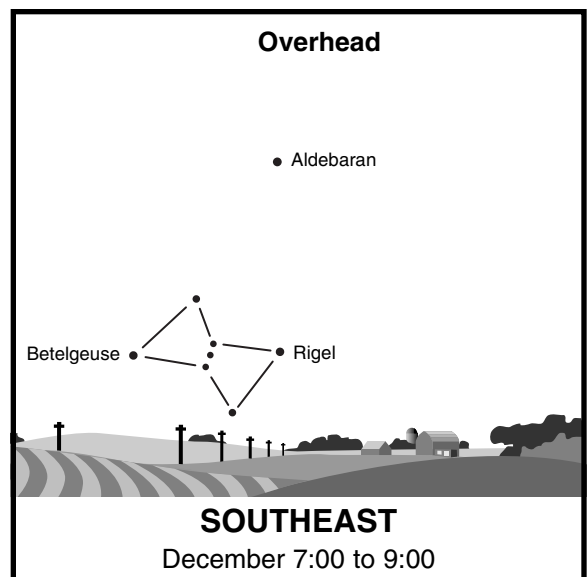 Overhead
Aldebaran
Betelgeuse
Rigel
SOUTHEAST
December 7:00 to 9:00